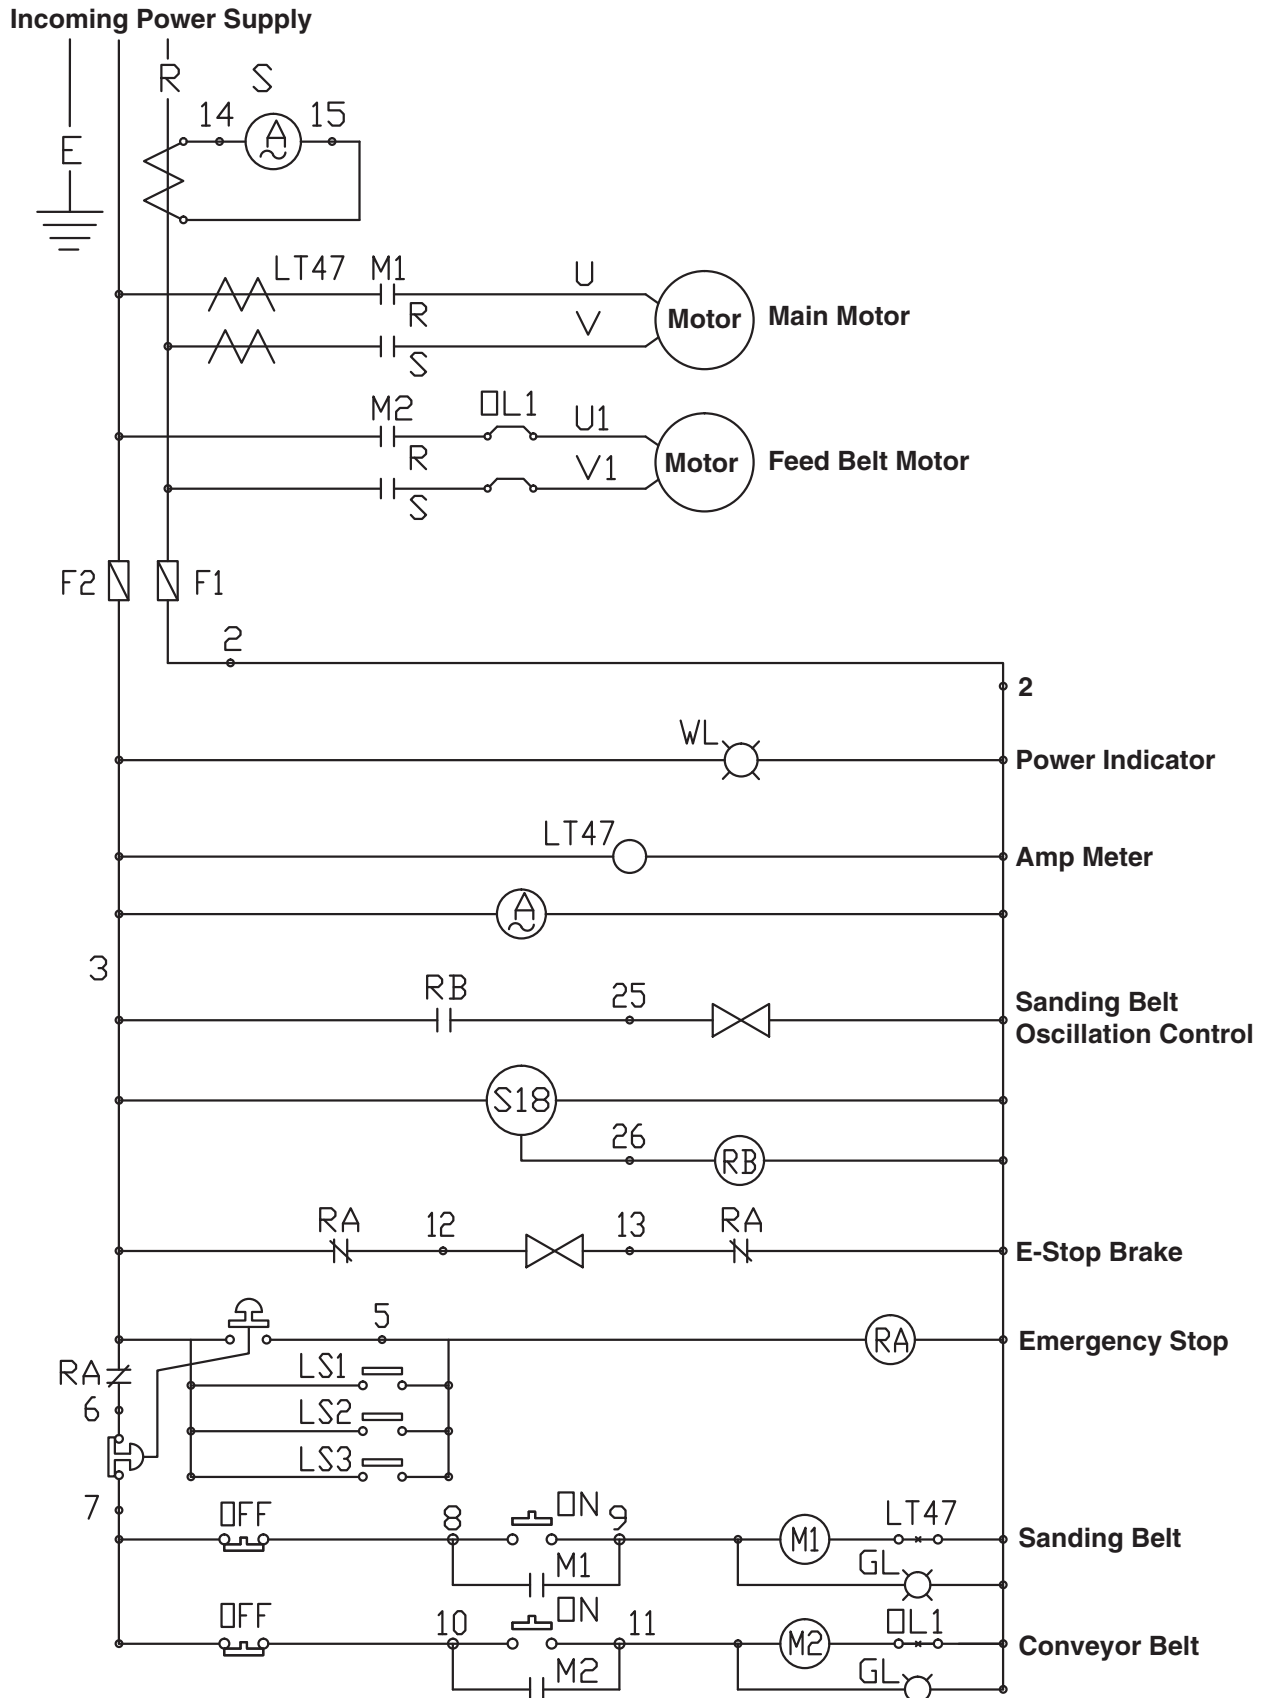 Incoming Power Supply
R S
14 A 15
E
LT47 M1 U
R V Motor Main Motor
S
M2 OL1 U1
R V1 Motor Feed Belt Motor
S
F2 F1
2
2
WL
Power Indicator
LT47
Amp Meter
A
3
RB 25
Sanding Belt
Oscillation Control
S18
26
RB
RA 12 13 RA
E-Stop Brake
5
RA Emergency Stop
RA LS1
6 LS2
LS3
7
OFF 8 ON 9 M1 LT47
Sanding Belt
M1 GL
OFF 10 ON 11 M2 OL1
Conveyor Belt
M2 GL